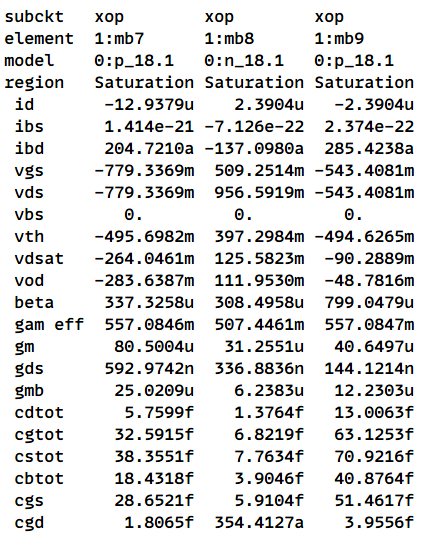 subckt xop xop xop
element 1:mb7 1:mb8 1:mb9
model 0:p_18.1 0:n_18.1 0:p_18.1
region Saturation Saturation Saturation
id -12.9379u 2.3904u -2.3904u
ibs 1.414e-21 -7.126e-22 2.374e-22
ibd 204.7210a -137.0980a 285.4238a
vgs -779.3369m 509.2514m -543.4081m
vds -779.3369m 956.5919m -543.4081m
vbs 0. 0. 0.
vth -495.6982m 397.2984m -494.6265m
vdsat -264.0461m 125.5823m -90.2889m
vod -283.6387m 111.9530m -48.7816m
beta 337.3258u 308.4958u 799.0479u
gam eff 557.0846m 507.4461m 557.0847m
gm 80.5004u 31.2551u 40.6497u
gds 592.9742n 336.8836n 144.1214n
gmb 25.0209u 6.2383u 12.2303u
cdtot 5.7599f 1.3764f 13.0063f
cgtot 32.5915f 6.8219f 63.1253f
cstot 38.3551f 7.7634f 70.9216f
cbtot 18.4318f 3.9046f 40.8764f
cgs 28.6521f 5.9104f 51.4617f
cgd 1.8065f 354.4127a 3.9556f